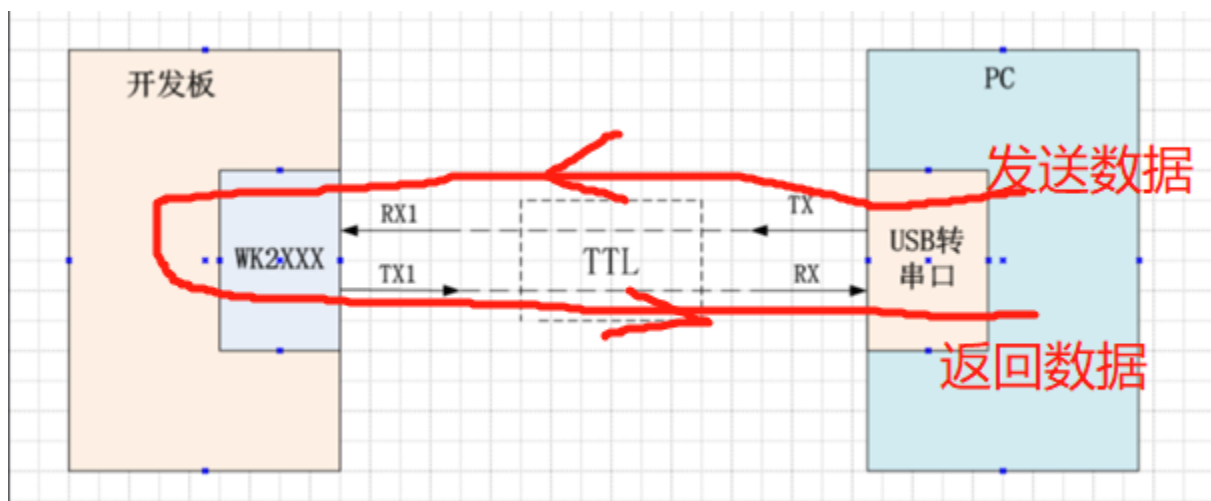 开发板
PC
发送数据
RX1
TX
WK2XXX
TTL
USB转
串口
TX1
RX
返回数据